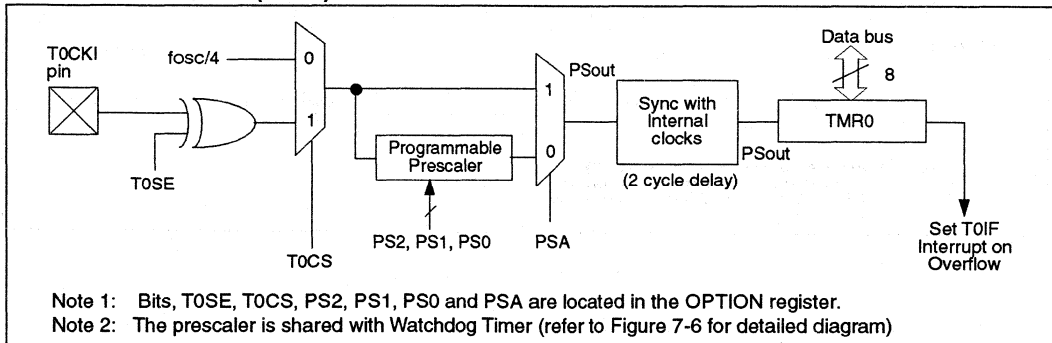 T0CKI
pin
fosc/4
T0SE
0
1
T0CS
Programmable
Prescaler
PS2, PS1, PS0
1
0
PSA
PSout
Sync with
Internal
clocks
(2 cycle delay)
PSout
Data bus
8
TMR0
Set T0IF
Interrupt on
Overflow
Note 1: Bits, T0SE, T0CS, PS2, PS1, PS0 and PSA are located in the OPTION register.
Note 2: The prescaler is shared with Watchdog Timer (refer to Figure 7-6 for detailed diagram)